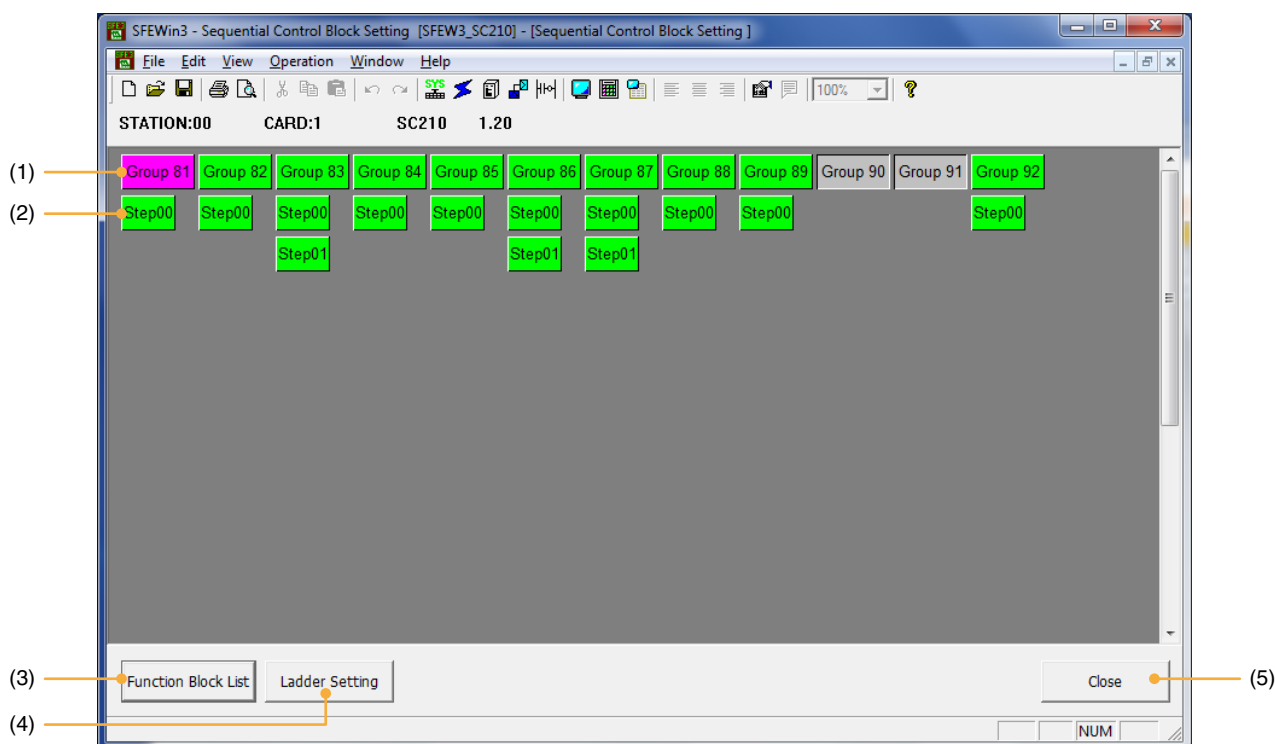 SFEWin3 - Sequential Control Block Setting [SFEW3_SC210] - [Sequential Control Block Setting ]
File Edit View Operation Window Help
SYS 100% ?
STATION:00 CARD:1 SC210 1.20
(1) Group 81 Group 82 Group 83 Group 84 Group 85 Group 86 Group 87 Group 88 Group 89 Group 90 Group 91 Group 92
(2) Step00 Step00 Step00 Step00 Step00 Step00 Step00 Step00 Step00 Step00
Step01 Step01 Step01
(3) Function Block List Ladder Setting Close (5)
(4)
NUM